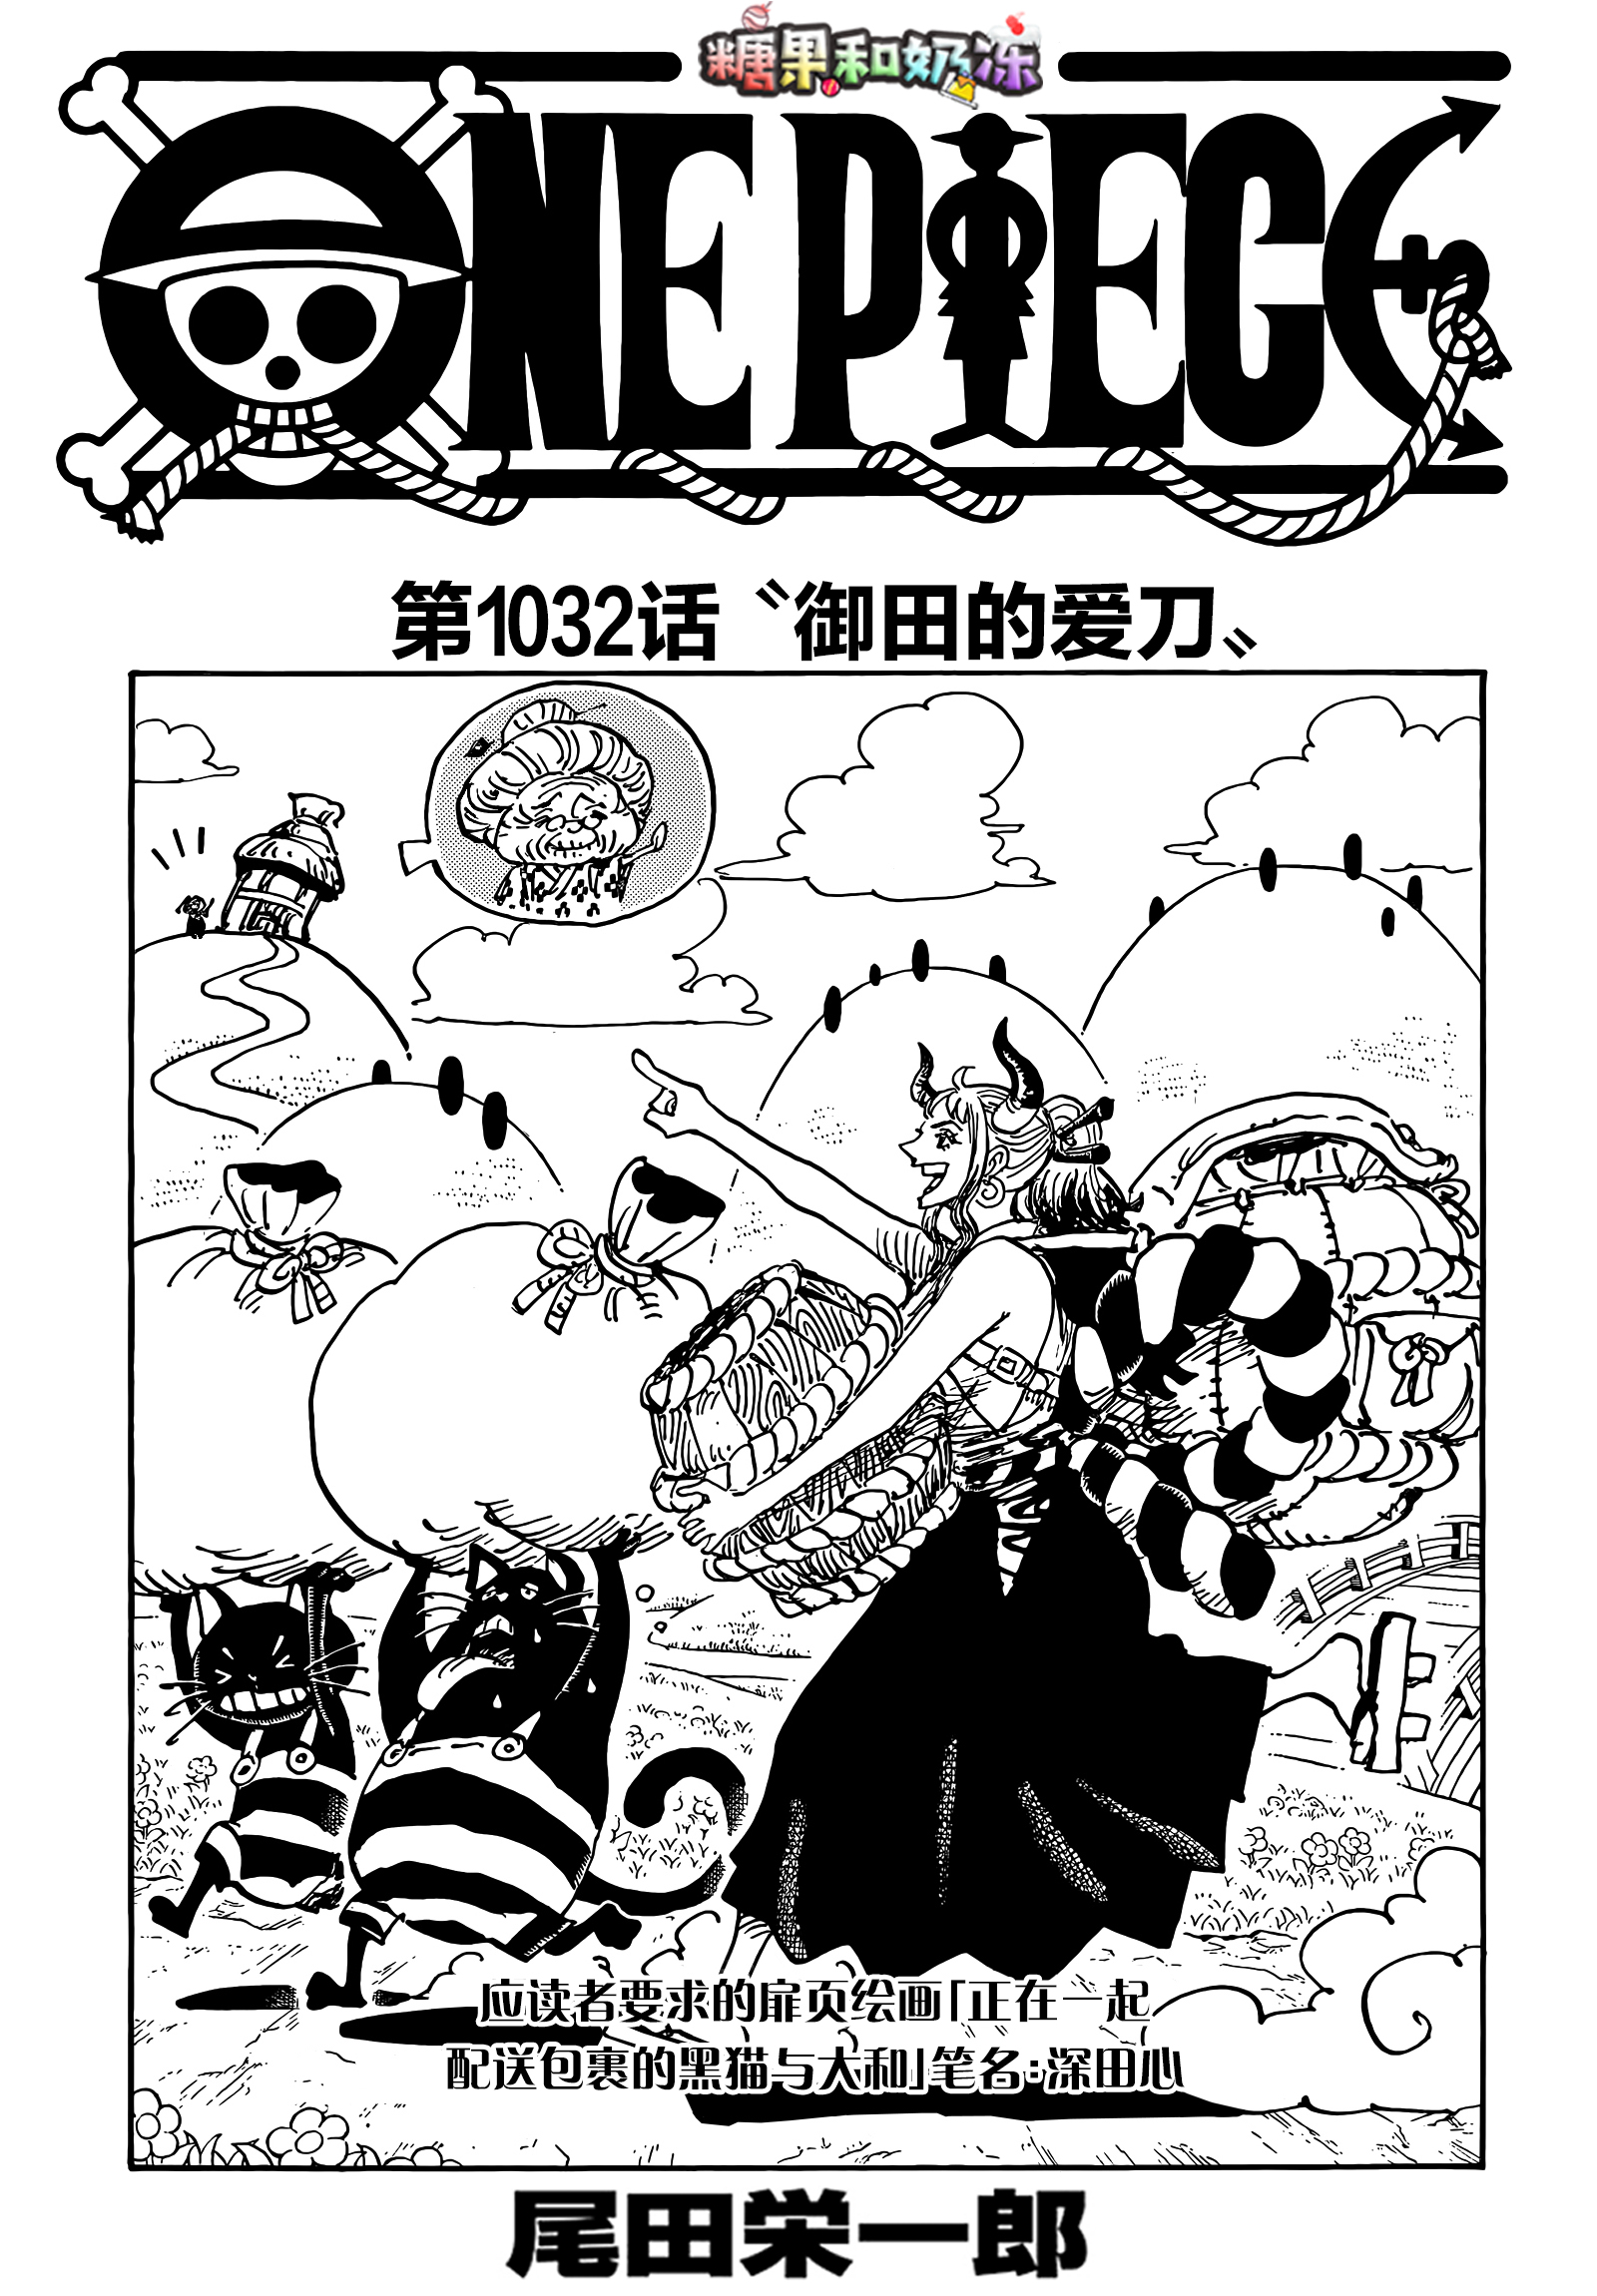 糖果和奶冻
ONE PIECE
第1032话〝御田的爱刀〟
应读者要求的扉页绘画「正在一起
配送包裹的黑猫与大和」笔名:深田心
尾田栄一郎